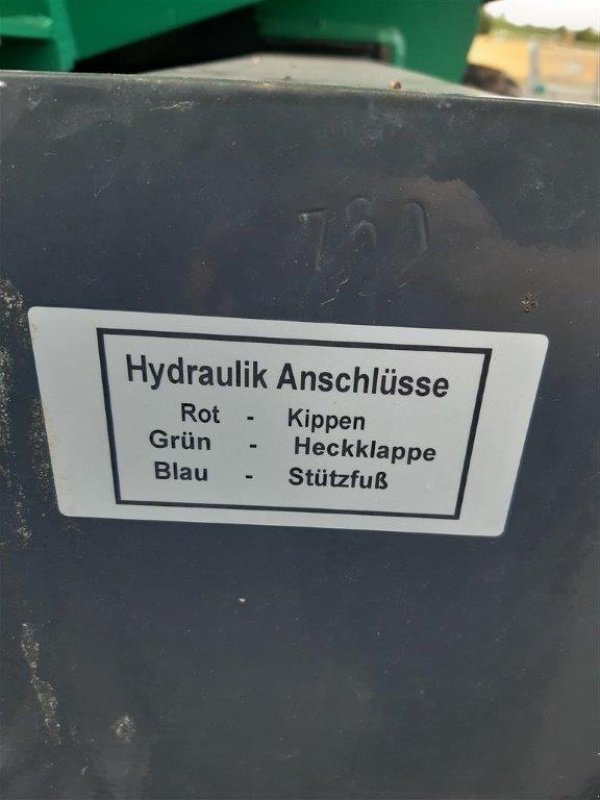 Hydraulik Anschlüsse
Rot - Kippen
Grün - Heckklappe
Blau - Stützfuß